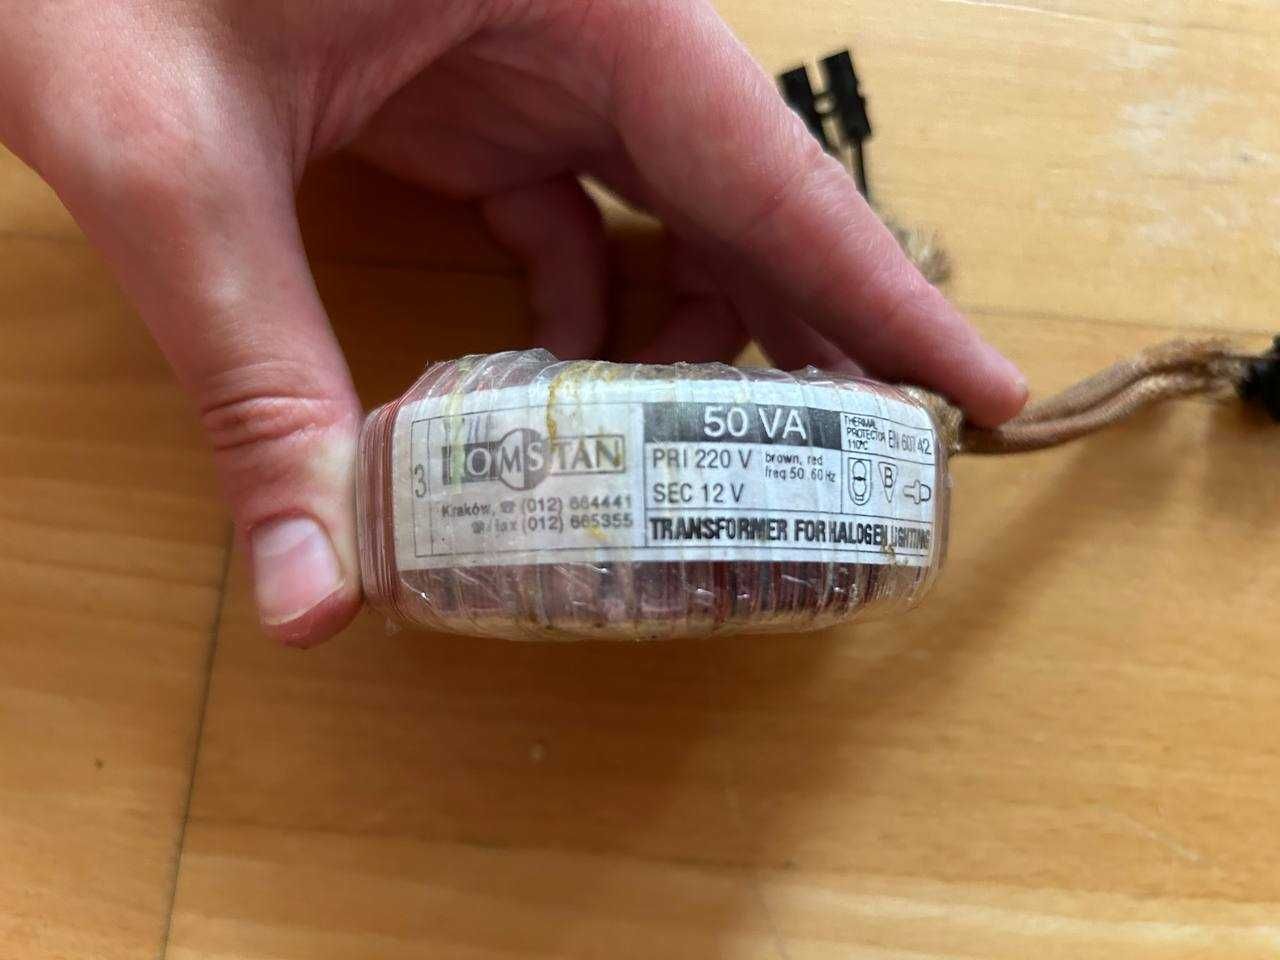 3
TOMSTAN
Kraków, ☎ (012) 664441
☎/fax (012) 665355
50 VA
PRI 220 V
brown, red
freq 50. 60 Hz
SEC 12 V
THERMAL
PROTECTOR
110°C
EN 60742
B
TRANSFORMER FOR HALOGEN LIGHTING